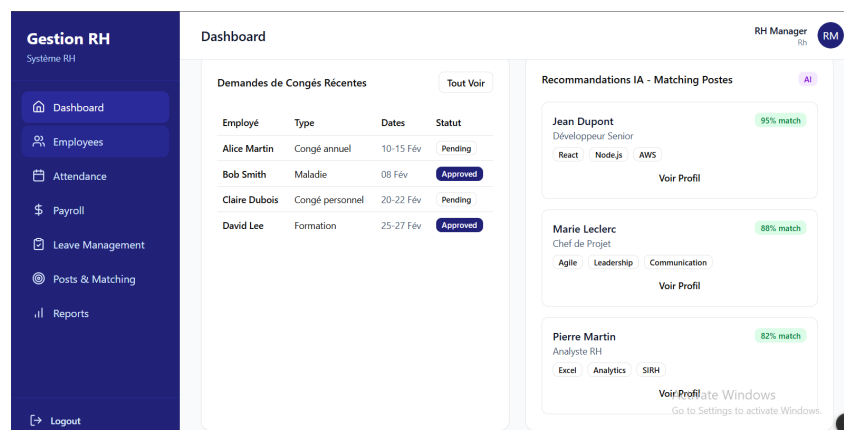 Gestion RH
Système RH
Dashboard
Employees
Attendance
Payroll
Leave Management
Posts & Matching
Reports
Logout
Dashboard
RH Manager
Rh
RM
Demandes de Congés Récentes
Tout Voir
Employé Type Dates Statut
Alice Martin Congé annuel 10-15 Fév Pending
Bob Smith Maladie 08 Fév Approved
Claire Dubois Congé personnel 20-22 Fév Pending
David Lee Formation 25-27 Fév Approved
Recommandations IA - Matching Postes
AI
Jean Dupont 95% match
Développeur Senior
React Node.js AWS
Voir Profil
Marie Leclerc 88% match
Chef de Projet
Agile Leadership Communication
Voir Profil
Pierre Martin 82% match
Analyste RH
Excel Analytics SIRH
Voir Profil
Activate Windows
Go to Settings to activate Windows.